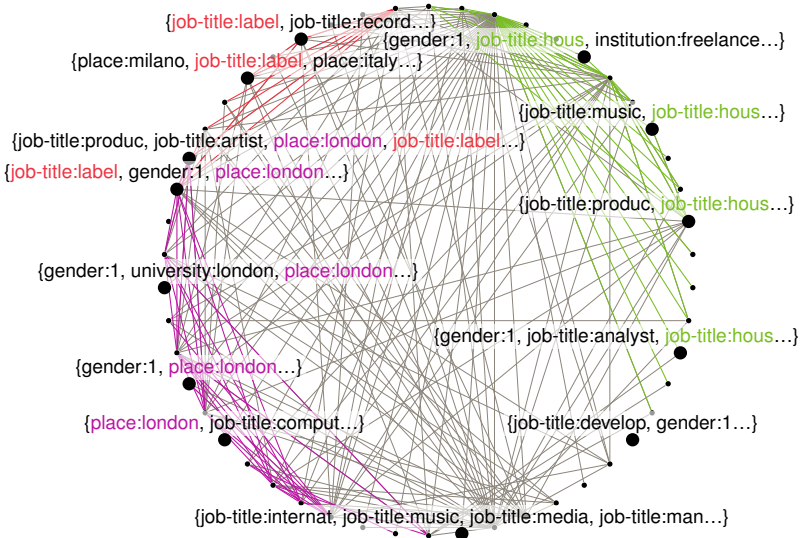 {job-title:label, job-title:record…}
{gender:1, job-title:hous, institution:freelance…}
{place:milano, job-title:label, place:italy…}
{job-title:music, job-title:hous…}
{job-title:produc, job-title:artist, place:london, job-title:label…}
{job-title:label, gender:1, place:london…}
{job-title:produc, job-title:hous…}
{gender:1, university:london, place:london…}
{gender:1, job-title:analyst, job-title:hous…}
{gender:1, place:london…}
{place:london, job-title:comput…}
{job-title:develop, gender:1…}
{job-title:internat, job-title:music, job-title:media, job-title:man…}